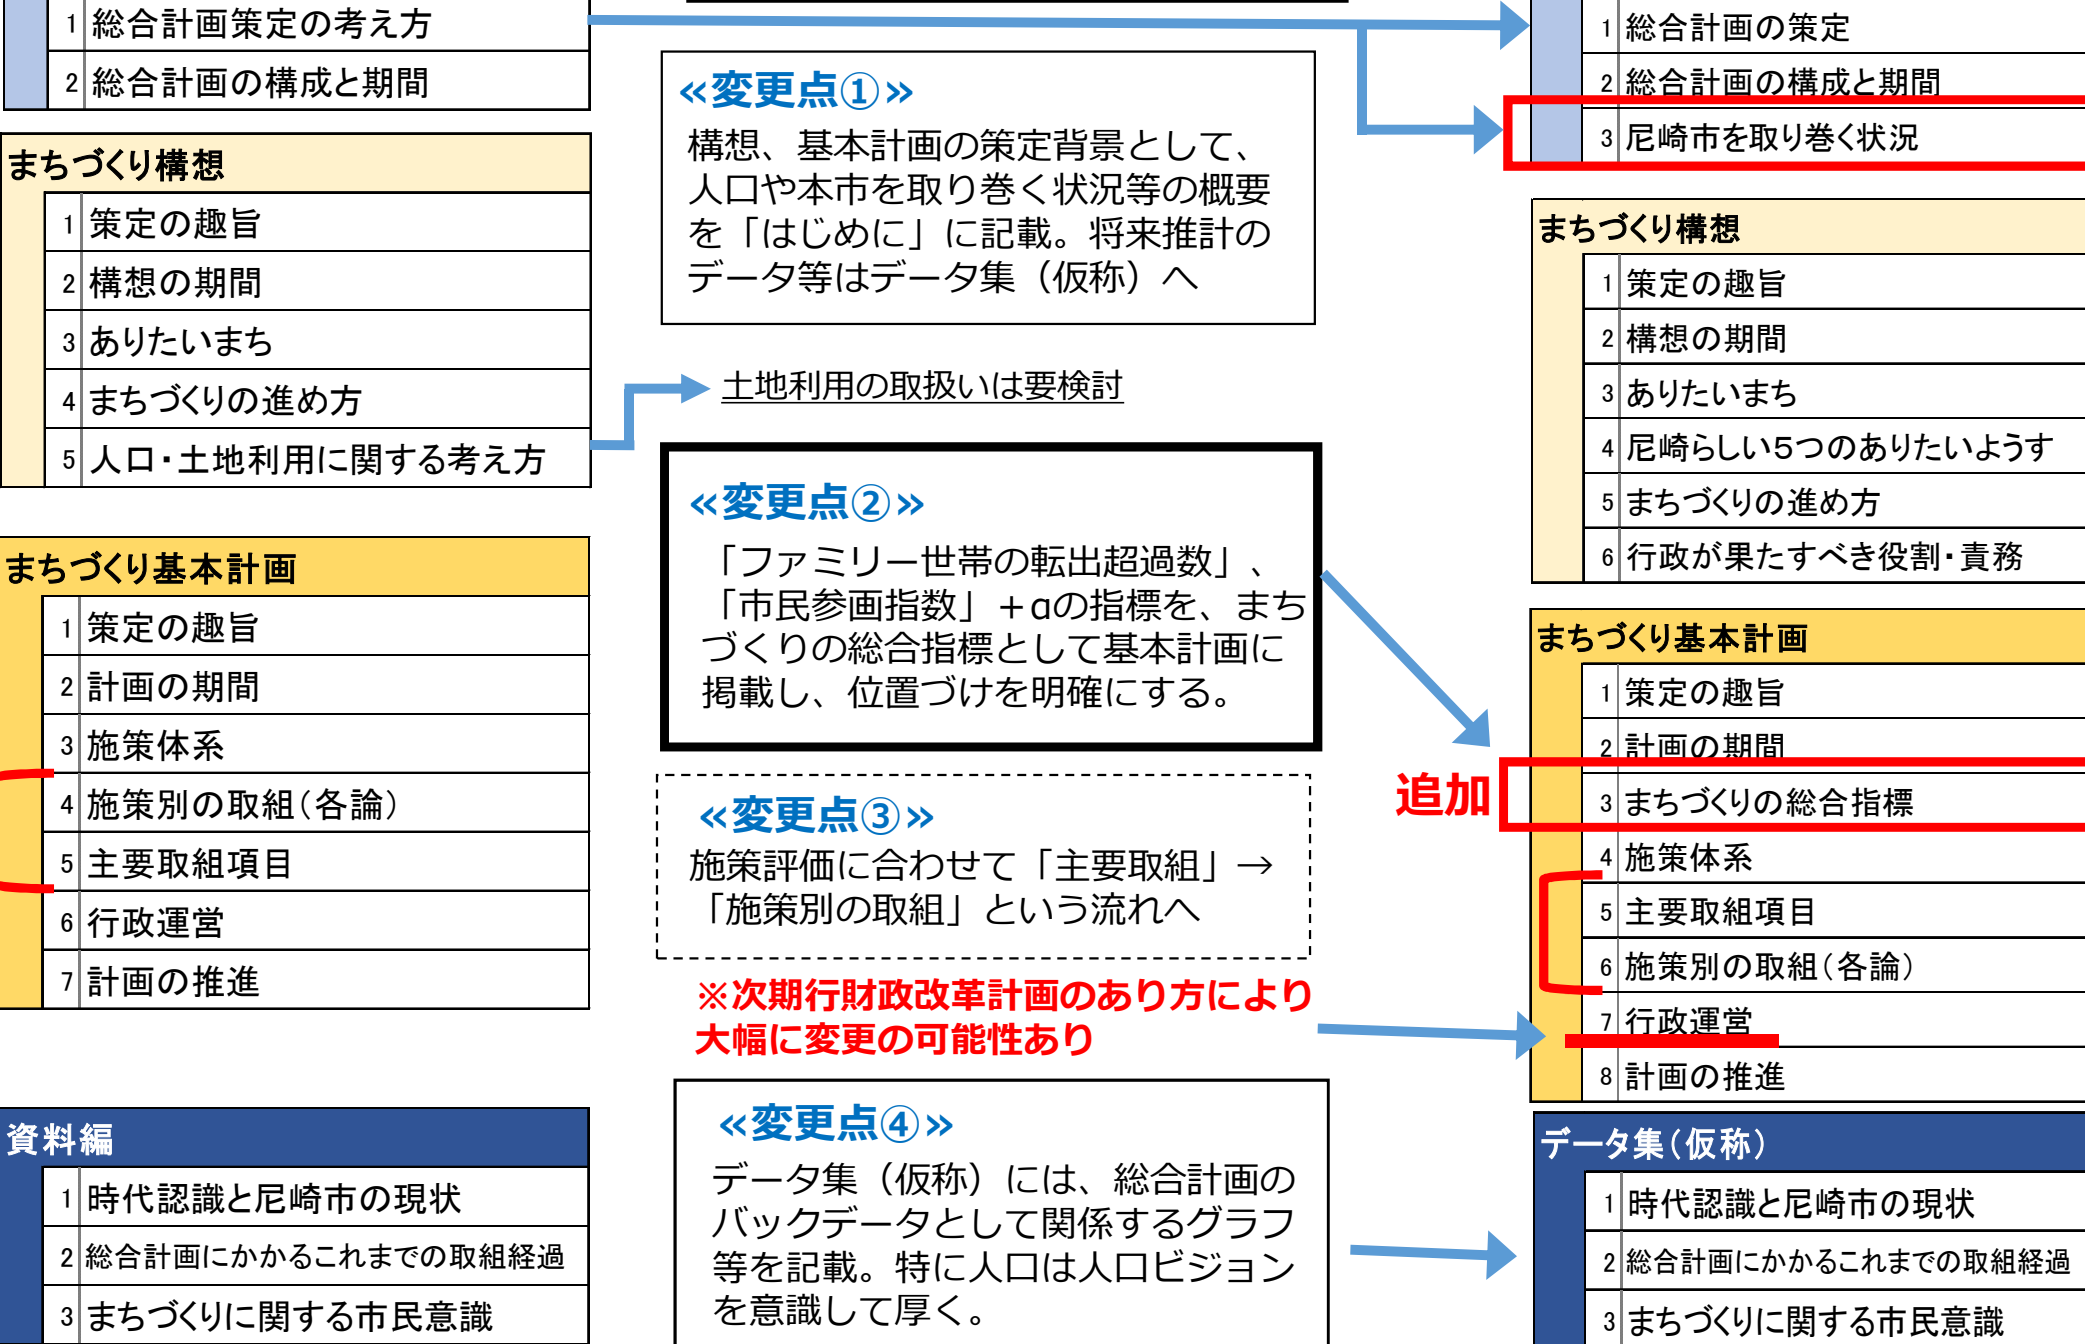 1 総合計画策定の考え方
2 総合計画の構成と期間
まちづくり構想
1 策定の趣旨
2 構想の期間
3 ありたいまち
4 まちづくりの進め方
5 人口・土地利用に関する考え方
まちづくり基本計画
1 策定の趣旨
2 計画の期間
3 施策体系
4 施策別の取組(各論)
5 主要取組項目
6 行政運営
7 計画の推進
資料編
1 時代認識と尼崎市の現状
2 総合計画にかかるこれまでの取組経過
3 まちづくりに関する市民意識
≪変更点①≫
構想、基本計画の策定背景として、
人口や本市を取り巻く状況等の概要
を「はじめに」に記載。将来推計の
データ等はデータ集（仮称）へ
土地利用の取扱いは要検討
≪変更点②≫
「ファミリー世帯の転出超過数」、
「市民参画指数」+αの指標を、まち
づくりの総合指標として基本計画に
掲載し、位置づけを明確にする。
≪変更点③≫
施策評価に合わせて「主要取組」→
「施策別の取組」という流れへ
※次期行財政改革計画のあり方により
大幅に変更の可能性あり
≪変更点④≫
データ集（仮称）には、総合計画の
バックデータとして関係するグラフ
等を記載。特に人口は人口ビジョン
を意識して厚く。
1 総合計画の策定
2 総合計画の構成と期間
3 尼崎市を取り巻く状況
まちづくり構想
1 策定の趣旨
2 構想の期間
3 ありたいまち
4 尼崎らしい5つのありたいようす
5 まちづくりの進め方
6 行政が果たすべき役割・責務
まちづくり基本計画
1 策定の趣旨
2 計画の期間
追加
3 まちづくりの総合指標
4 施策体系
5 主要取組項目
6 施策別の取組(各論)
7 行政運営
8 計画の推進
データ集(仮称)
1 時代認識と尼崎市の現状
2 総合計画にかかるこれまでの取組経過
3 まちづくりに関する市民意識